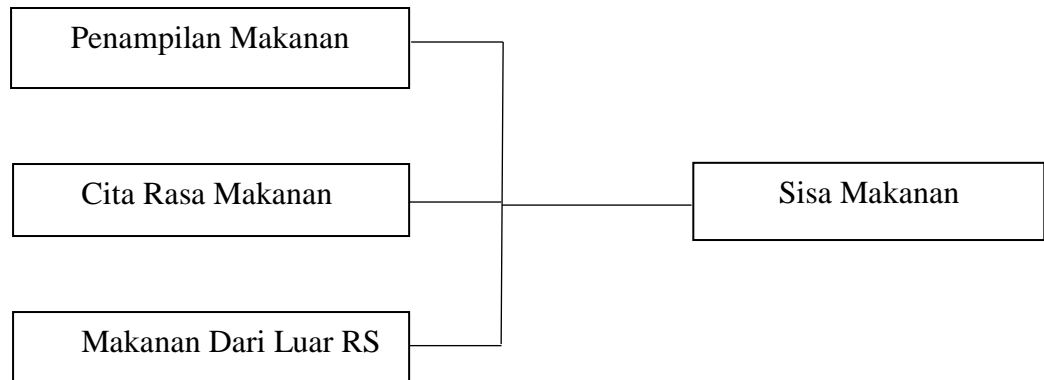 Penampilan Makanan
Cita Rasa Makanan
Sisa Makanan
Makanan Dari Luar RS